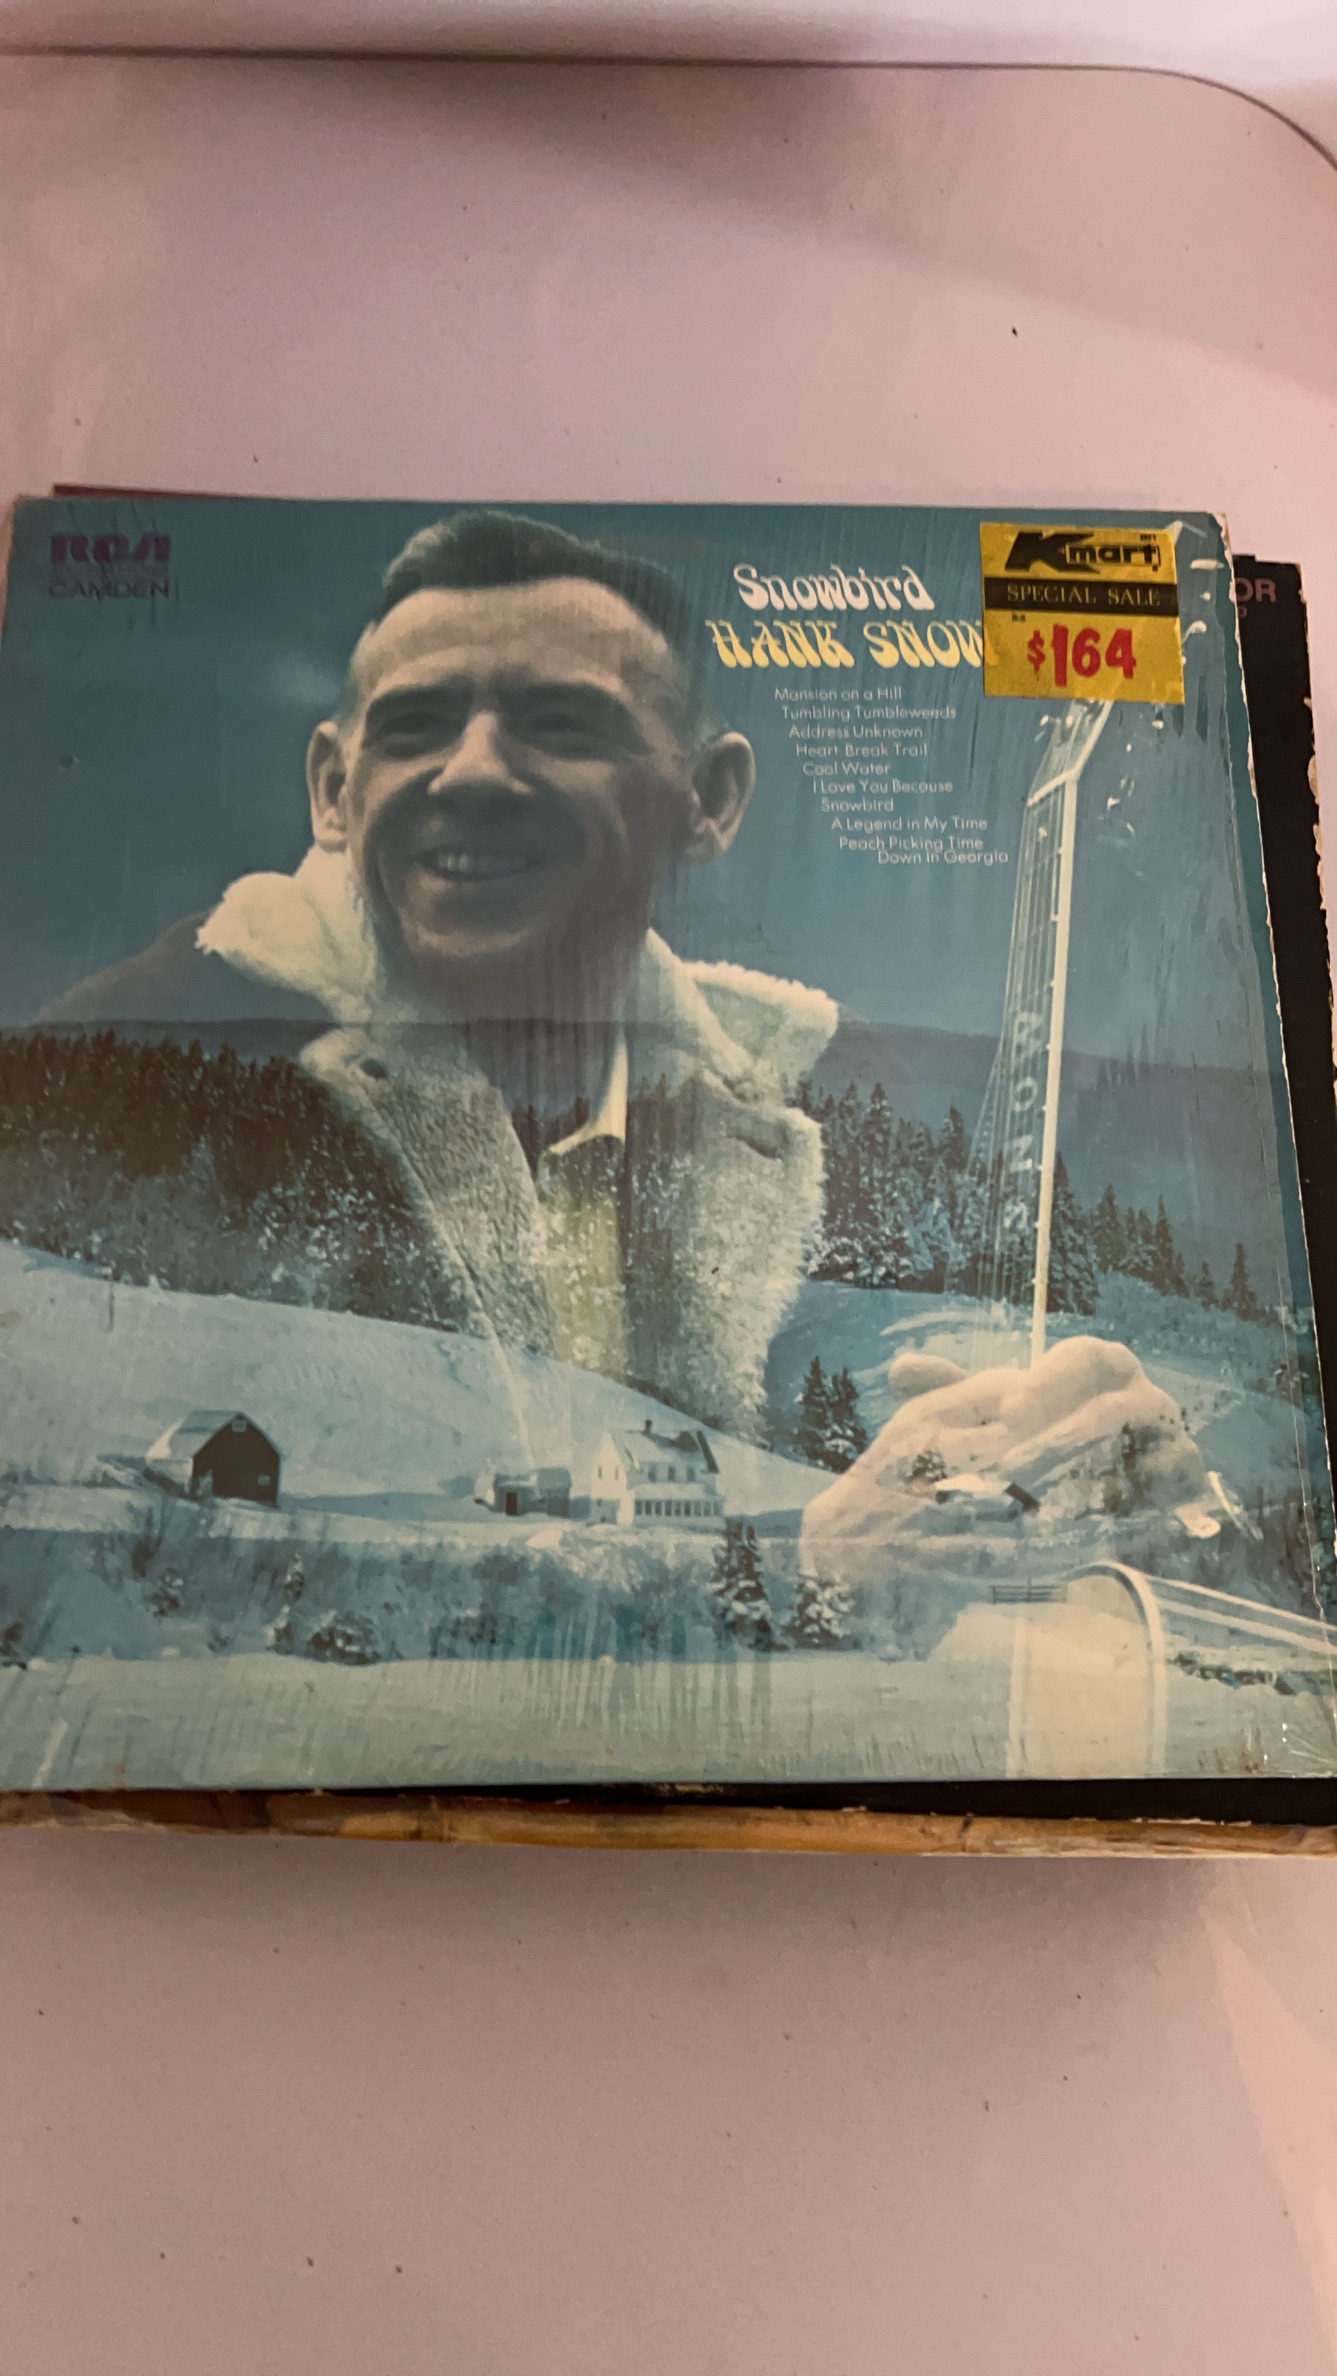 RCA
CAMDEN
Snowbird
HANK SNOW
Kmart
SPECIAL SALE
$164
Mansion on a Hill
Tumbling Tumbleweeds
Address Unknown
Heart Break Trail
Cool Water
I Love You Because
Snowbird
A Legend in My Time
Peach Picking Time
Down in Georgia
SNOW
OR